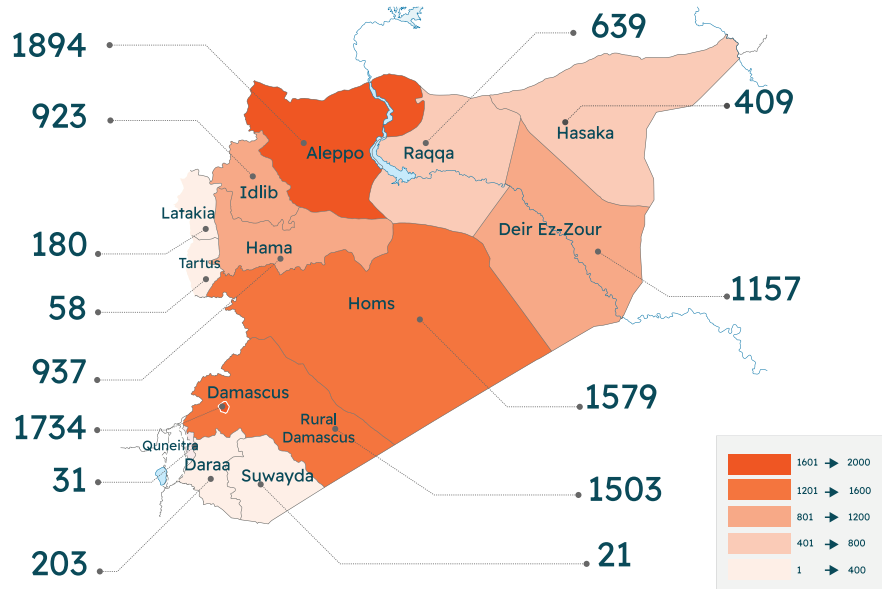 639
1894
409
923
Hasaka
Aleppo
Raqqa
Idlib
Latakia
Deir Ez-Zour
180
Hama
Tartus
1157
58
Homs
937
Damascus
1579
1734
Rural
Damascus
Quneitra
Daraa
Suwayda
31
1503
203
21
1601 2000
1201 1600
801 1200
401 800
1 400